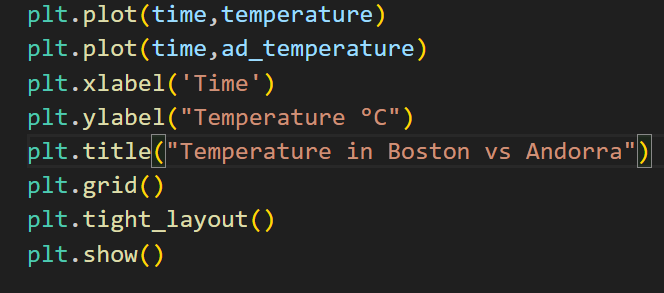 plt.plot(time,temperature)
plt.plot(time,ad_temperature)
plt.xlabel('Time')
plt.ylabel("Temperature °C")
plt.title("Temperature in Boston vs Andorra")
plt.grid()
plt.tight_layout()
plt.show()